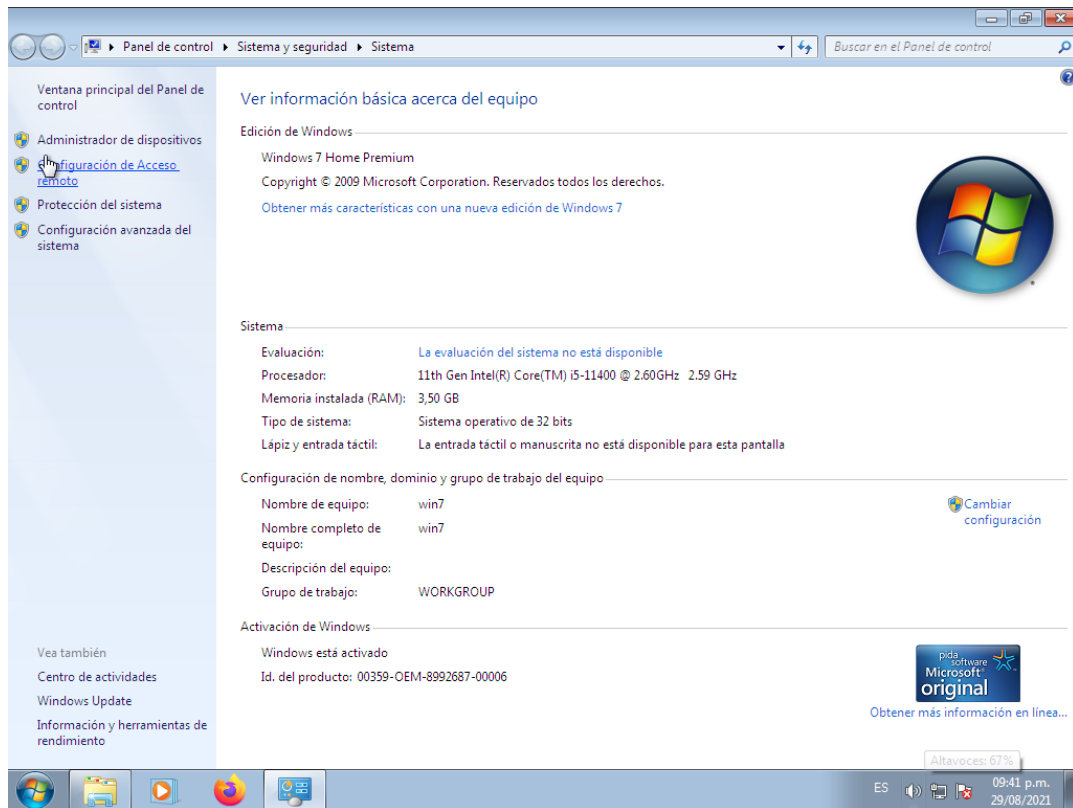 Panel de control ▸ Sistema y seguridad ▸ Sistema
Buscar en el Panel de control
Ventana principal del Panel de
control
Administrador de dispositivos
Configuración de Acceso
remoto
Protección del sistema
Configuración avanzada del
sistema
Vea también
Centro de actividades
Windows Update
Información y herramientas de
rendimiento
Ver información básica acerca del equipo
Edición de Windows
Windows 7 Home Premium
Copyright © 2009 Microsoft Corporation. Reservados todos los derechos.
Obtener más características con una nueva edición de Windows 7
Sistema
Evaluación: La evaluación del sistema no está disponible
Procesador: 11th Gen Intel(R) Core(TM) i5-11400 @ 2.60GHz 2.59 GHz
Memoria instalada (RAM): 3,50 GB
Tipo de sistema: Sistema operativo de 32 bits
Lápiz y entrada táctil: La entrada táctil o manuscrita no está disponible para esta pantalla
Configuración de nombre, dominio y grupo de trabajo del equipo
Nombre de equipo: win7
Cambiar
configuración
Nombre completo de win7
equipo:
Descripción del equipo:
Grupo de trabajo: WORKGROUP
Activación de Windows
Windows está activado
Id. del producto: 00359-OEM-8992687-00006
pida
software
Microsoft®
original
Obtener más información en línea...
Altavoces: 67%
ES
09:41 p.m.
29/08/2021